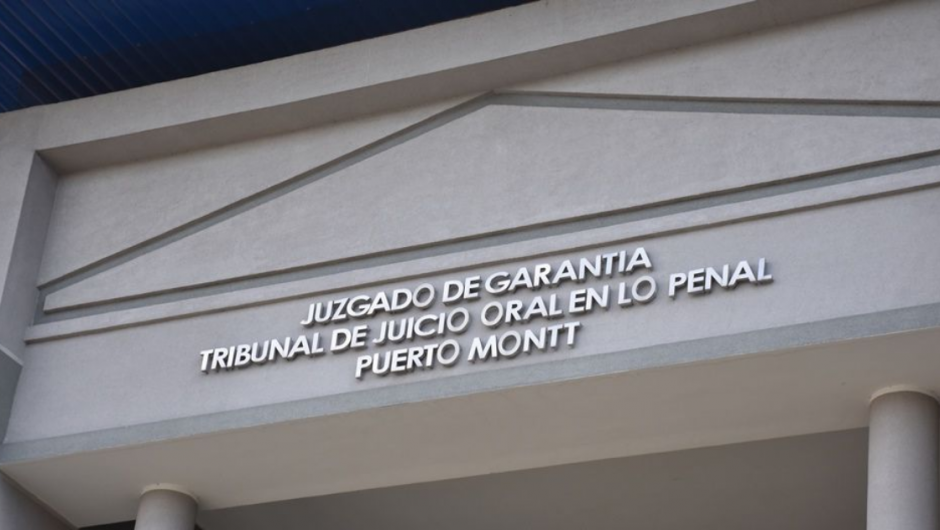 JUZGADO DE GARANTIA
TRIBUNAL DE JUICIO ORAL EN LO PENAL
PUERTO MONTT